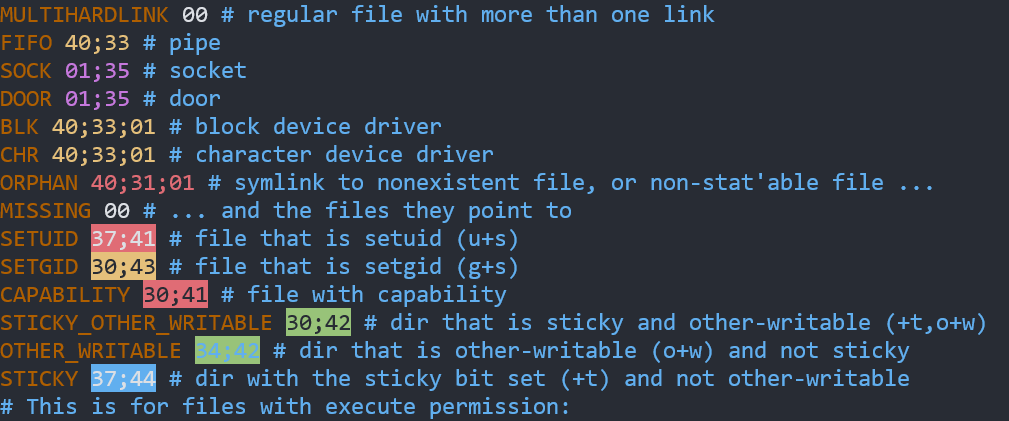 MULTIHARDLINK 00 # regular file with more than one link
FIFO 40;33 # pipe
SOCK 01;35 # socket
DOOR 01;35 # door
BLK 40;33;01 # block device driver
CHR 40;33;01 # character device driver
ORPHAN 40;31;01 # symlink to nonexistent file, or non-stat'able file ...
MISSING 00 # ... and the files they point to
SETUID 37;41 # file that is setuid (u+s)
SETGID 30;43 # file that is setgid (g+s)
CAPABILITY 30;41 # file with capability
STICKY_OTHER_WRITABLE 30;42 # dir that is sticky and other-writable (+t,o+w)
OTHER_WRITABLE 34;42 # dir that is other-writable (o+w) and not sticky
STICKY 37;44 # dir with the sticky bit set (+t) and not other-writable
# This is for files with execute permission: